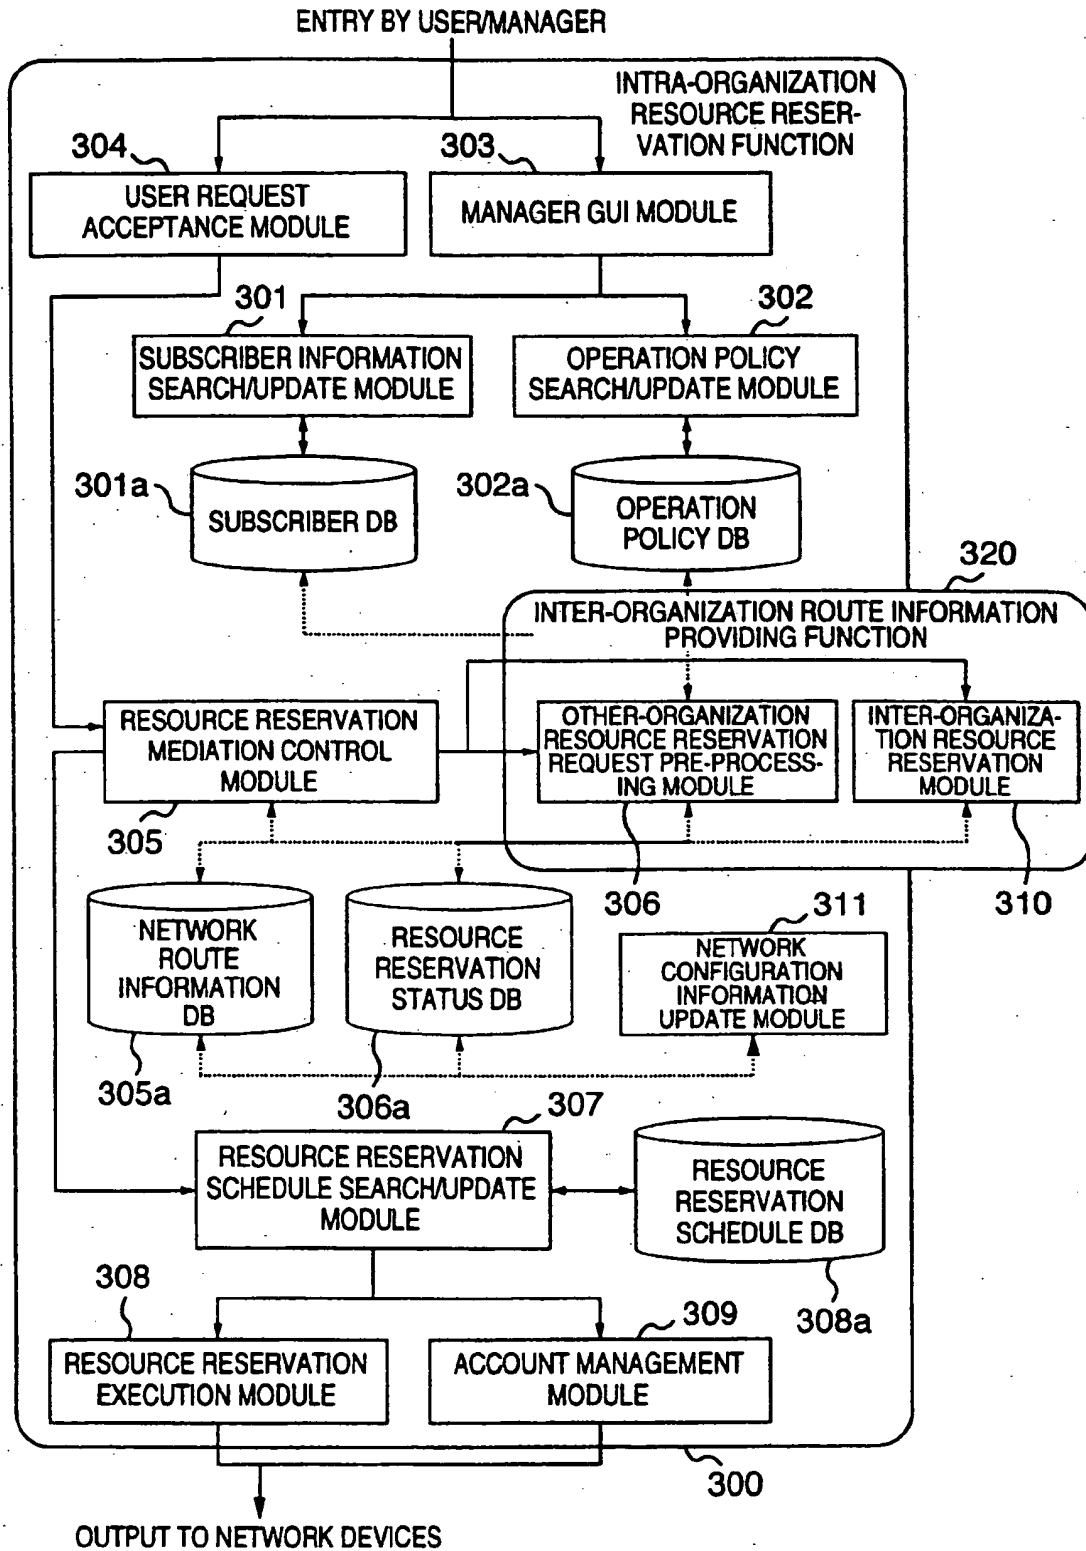 ENTRY BY USER/MANAGER
INTRA-ORGANIZATION
RESOURCE RESER-
VATION FUNCTION
304
303
USER REQUEST
ACCEPTANCE MODULE
MANAGER GUI MODULE
301
302
SUBSCRIBER INFORMATION
SEARCH/UPDATE MODULE
OPERATION POLICY
SEARCH/UPDATE MODULE
301a
SUBSCRIBER DB
302a
OPERATION
POLICY DB
320
INTER-ORGANIZATION ROUTE INFORMATION
PROVIDING FUNCTION
RESOURCE RESERVATION
MEDIATION CONTROL
MODULE
OTHER-ORGANIZATION
RESOURCE RESERVATION
REQUEST PRE-PROCESS-
ING MODULE
INTER-ORGANIZA-
TION RESOURCE
RESERVATION
MODULE
305
306
310
311
NETWORK
ROUTE
INFORMATION
DB
RESOURCE
RESERVATION
STATUS DB
NETWORK
CONFIGURATION
INFORMATION
UPDATE MODULE
305a
306a
307
RESOURCE RESERVATION
SCHEDULE SEARCH/UPDATE
MODULE
RESOURCE
RESERVATION
SCHEDULE DB
308
309
308a
RESOURCE RESERVATION
EXECUTION MODULE
ACCOUNT MANAGEMENT
MODULE
300
OUTPUT TO NETWORK DEVICES